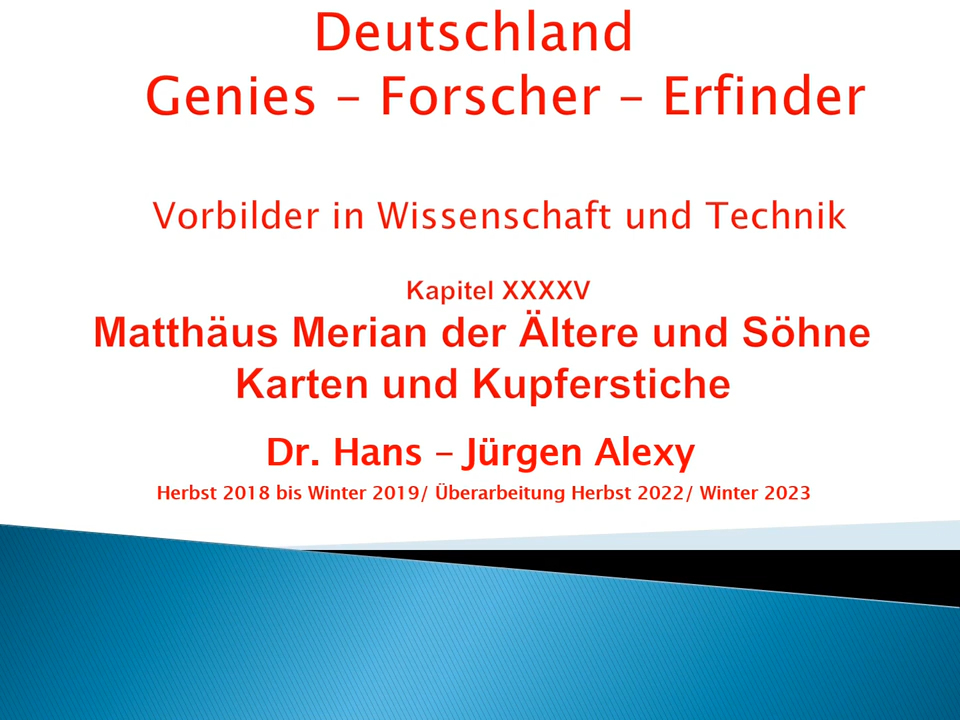 Deutschland
Genies – Forscher – Erfinder
Vorbilder in Wissenschaft und Technik
Kapitel XXXXV
Matthäus Merian der Ältere und Söhne
Karten und Kupferstiche
Dr. Hans – Jürgen Alexy
Herbst 2018 bis Winter 2019/ Überarbeitung Herbst 2022/ Winter 2023